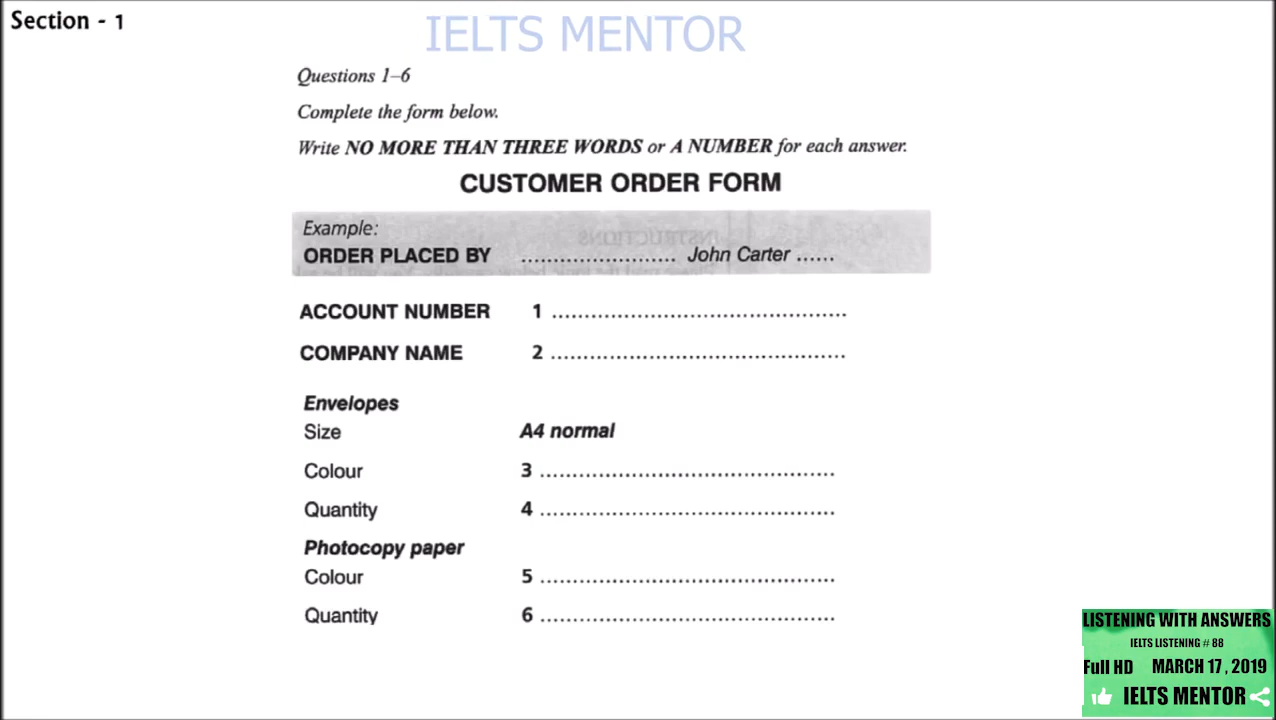 Section - 1
IELTS MENTOR
Questions 1–6
Complete the form below.
Write NO MORE THAN THREE WORDS or A NUMBER for each answer.
CUSTOMER ORDER FORM
Example:
ORDER PLACED BY ........................ John Carter ......
ACCOUNT NUMBER 1 ..............................................
COMPANY NAME 2 ..............................................
Envelopes
Size A4 normal
Colour 3 ..............................................
Quantity 4 ..............................................
Photocopy paper
Colour 5 ..............................................
Quantity 6 ..............................................
LISTENING WITH ANSWERS
IELTS LISTENING # 88
Full HD MARCH 17 , 2019
IELTS MENTOR